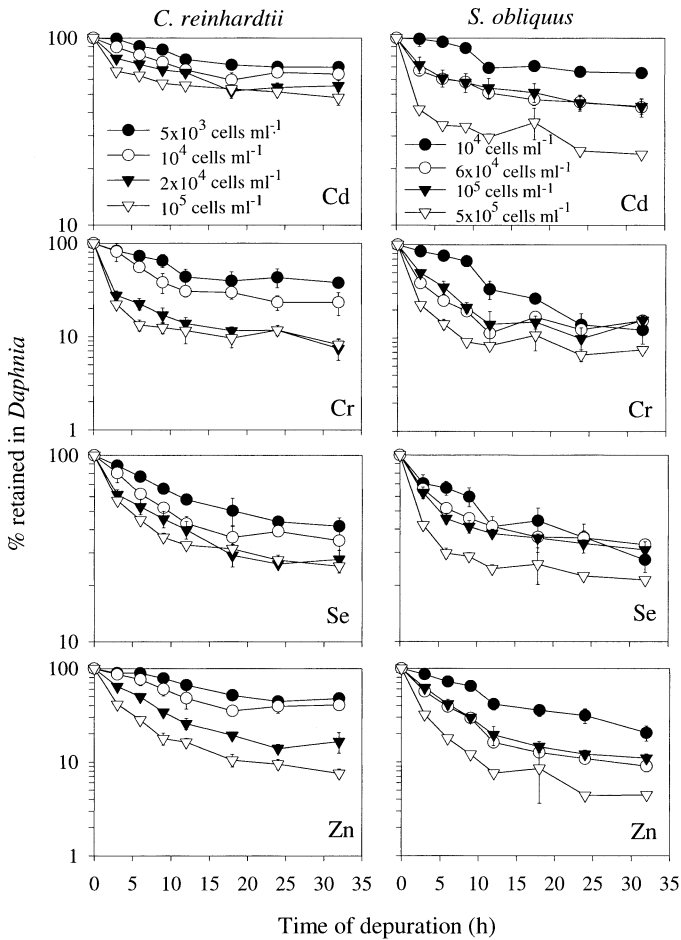 C. reinhardtii
S. obliquus
% retained in Daphnia
100
10
5x10³ cells ml⁻¹
10⁴ cells ml⁻¹
2x10⁴ cells ml⁻¹
10⁵ cells ml⁻¹
Cd
10⁴ cells ml⁻¹
6x10⁴ cells ml⁻¹
10⁵ cells ml⁻¹
5x10⁵ cells ml⁻¹
Cd
100
10
1
Cr
Cr
100
10
Se
Se
100
10
1
Zn
Zn
0 5 10 15 20 25 30 35
0 5 10 15 20 25 30 35
Time of depuration (h)